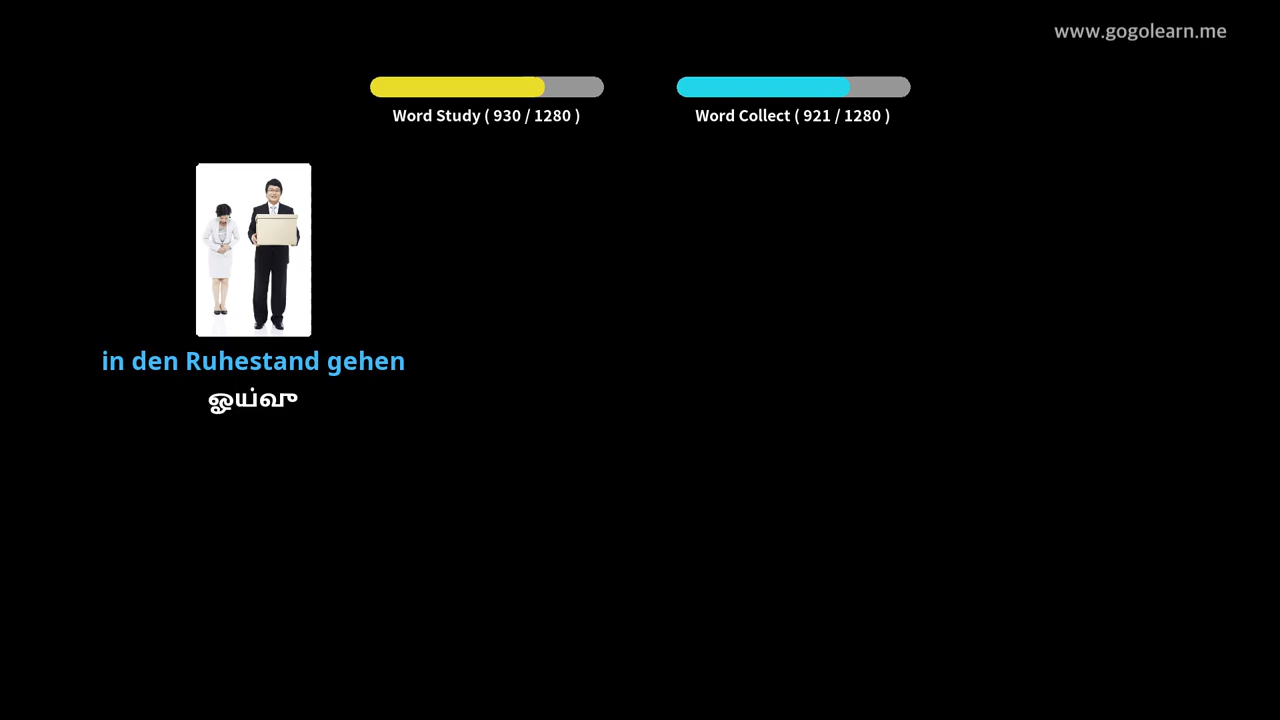 www.gogolearn.me
Word Study ( 930 / 1280 )
Word Collect ( 921 / 1280 )
in den Ruhestand gehen
ஓய்வு